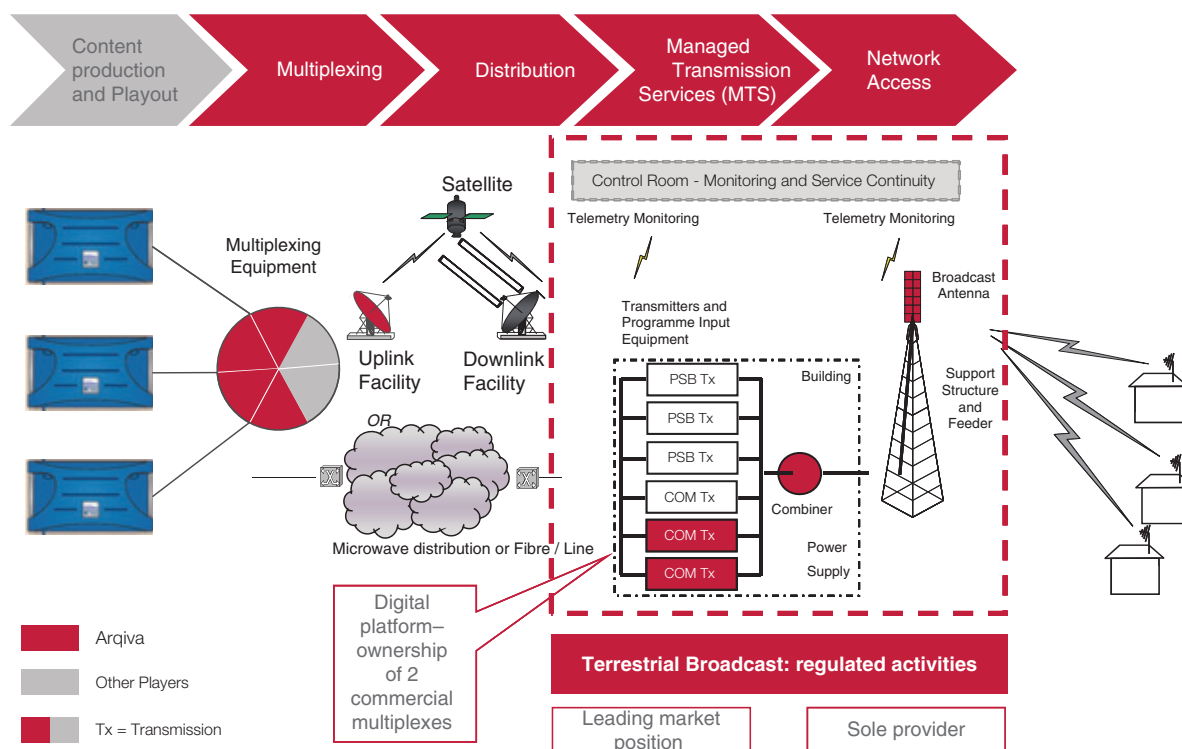 Content
production
and Playout
Multiplexing
Distribution
Managed
Transmission
Services (MTS)
Network
Access
Control Room - Monitoring and Service Continuity
Satellite
Telemetry Monitoring
Telemetry Monitoring
Multiplexing
Equipment
Broadcast
Antenna
Transmitters and
Programme Input
Equipment
Uplink
Facility
Downlink
Facility
Building
PSB Tx
PSB Tx
PSB Tx
COM Tx
COM Tx
COM Tx
Support
Structure
and
Feeder
OR
Combiner
Microwave distribution or Fibre / Line
Power
Supply
Digital
platform–
ownership
of 2
commercial
multiplexes
Arqiva
Other Players
Tx = Transmission
Terrestrial Broadcast: regulated activities
Leading market
position
Sole provider